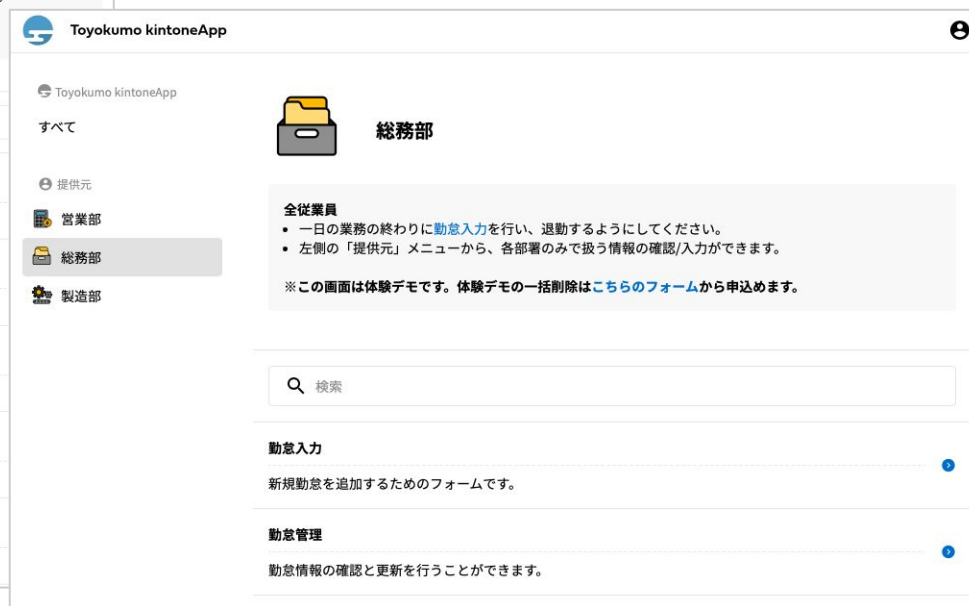 Toyokumo kintoneApp
Toyokumo kintoneApp
すべて
提供元
営業部
総務部
製造部
総務部
全従業員
• 一日の業務の終わりに勤怠入力を行い、退勤するようにしてください。
• 左側の「提供元」メニューから、各部署のみで扱う情報の確認/入力ができます。
※この画面は体験デモです。体験デモの一括削除はこちらのフォームから申込めます。
検索
勤怠入力
新規勤怠を追加するためのフォームです。
勤怠管理
勤怠情報の確認と更新を行うことができます。